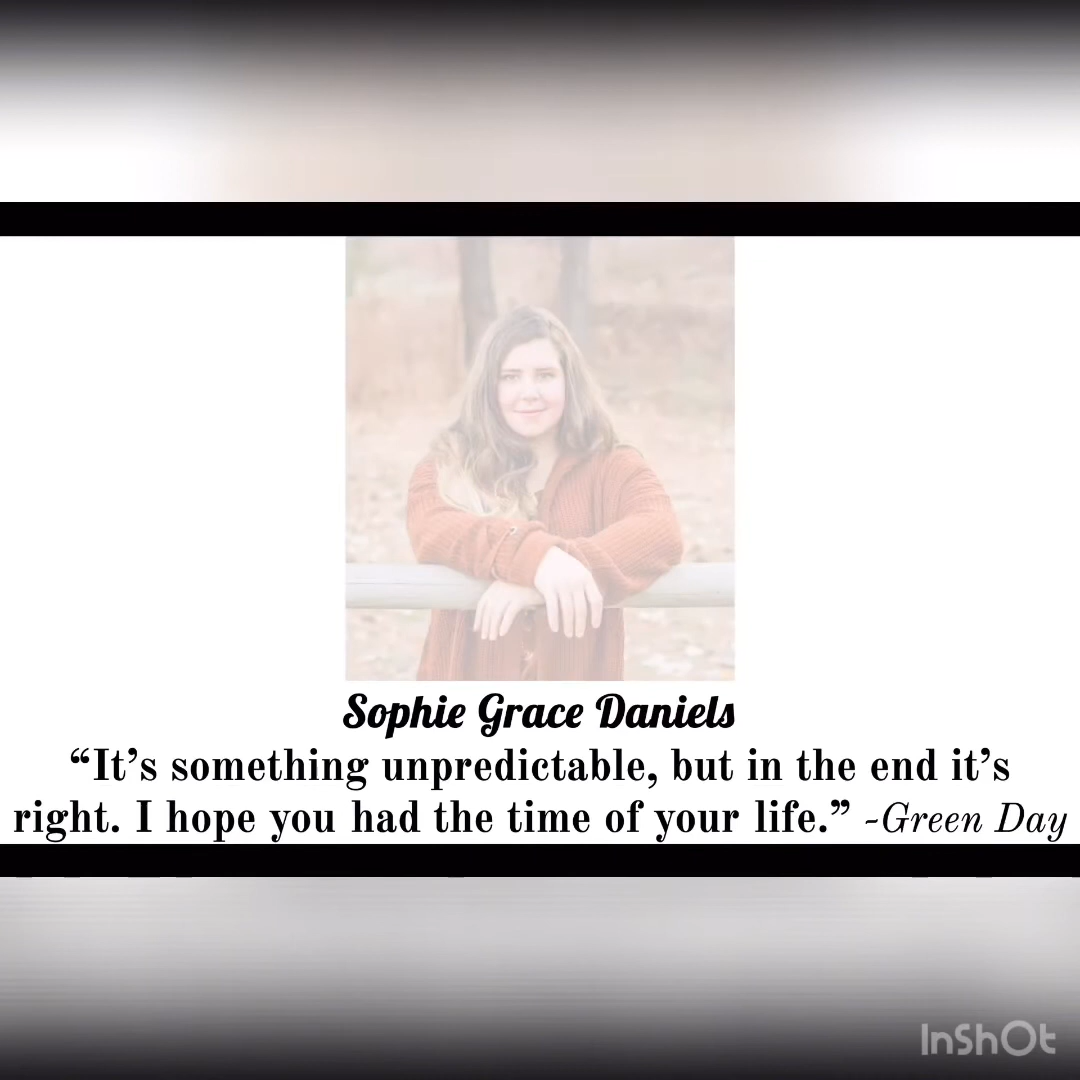 Sophie Grace Daniels
“It’s something unpredictable, but in the end it’s
right. I hope you had the time of your life.” -Green Day
InShOt